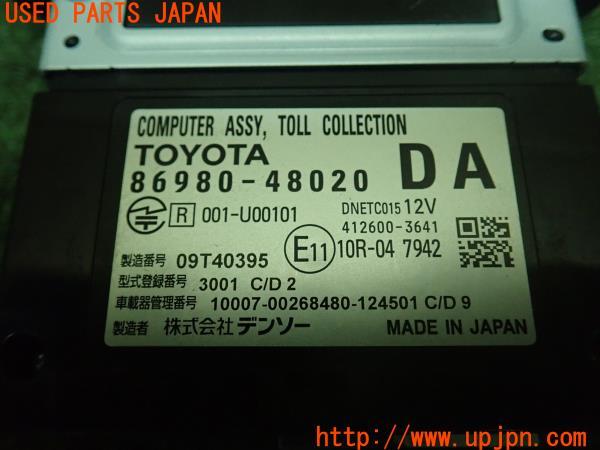 USED PARTS JAPAN
COMPUTER ASSY, TOLL COLLECTION
TOYOTA
86980-48020 DA
R 001-U00101 DNETC015 12V
412600-3641
E11 10R-04 7942
製造番号 09T40395
型式登録番号 3001 C/D 2
車載器管理番号 10007-00268480-124501 C/D 9
製造者 株式会社デンソー MADE IN JAPAN
www.upjpn.com